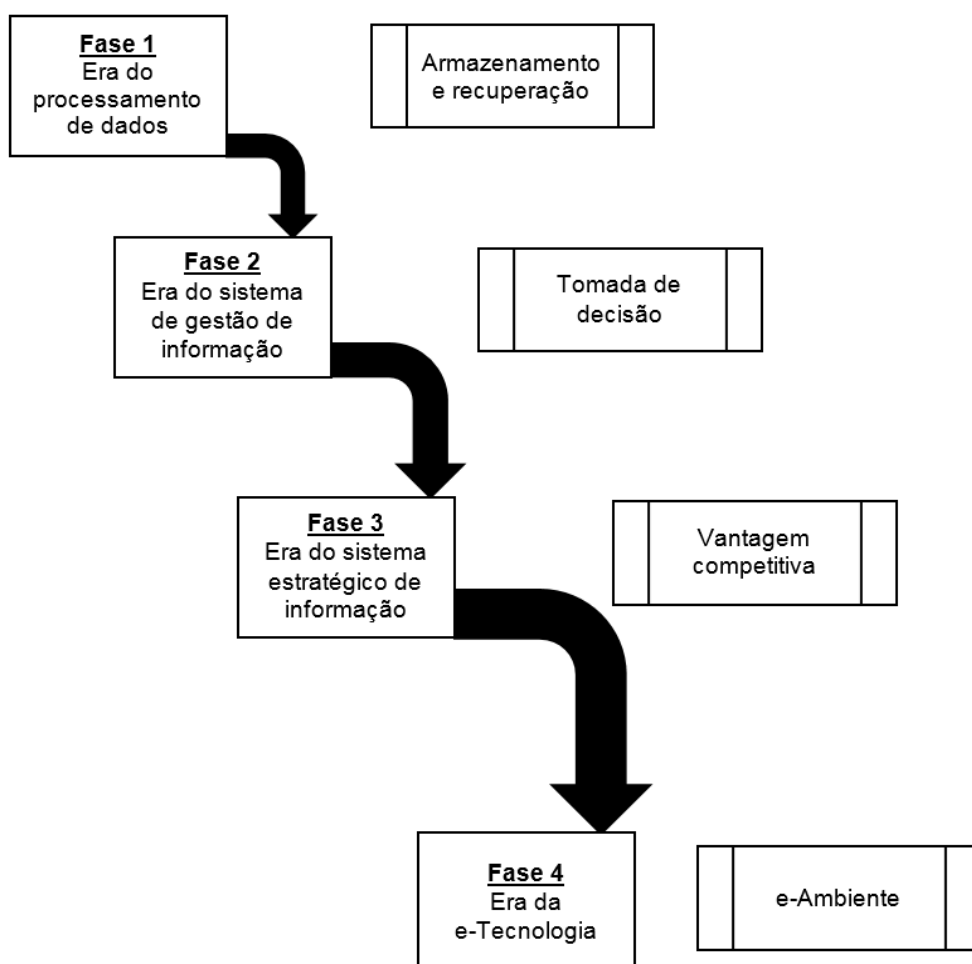 Fase 1
Era do
processamento
de dados
Armazenamento
e recuperação
Fase 2
Era do sistema
de gestão de
informação
Tomada de
decisão
Fase 3
Era do sistema
estratégico de
informação
Vantagem
competitiva
Fase 4
Era da
e-Tecnologia
e-Ambiente